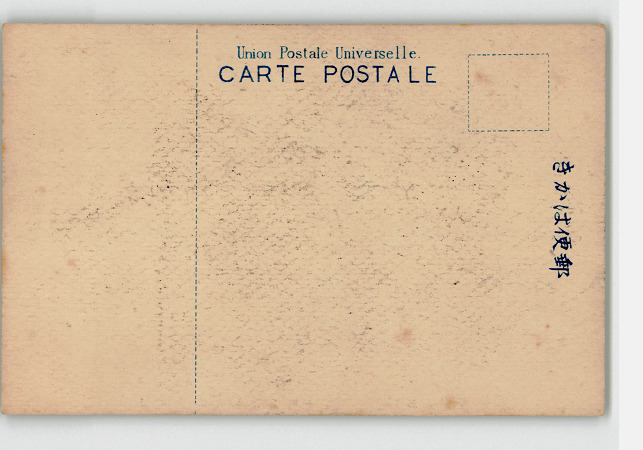 Union Postale Universelle.
CARTE POSTALE
きかは便郵